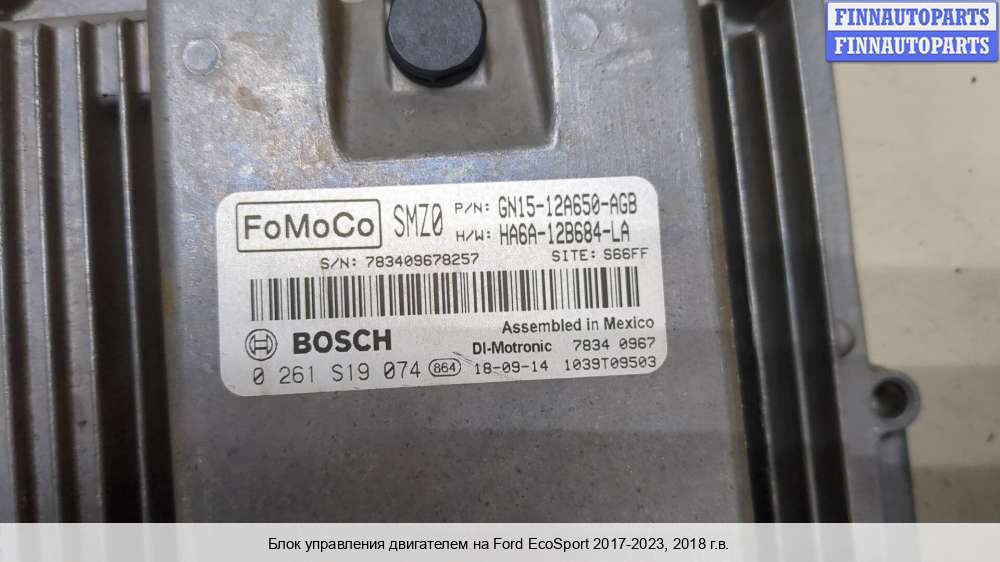 FINNAUTOPARTS
FINNAUTOPARTS
FoMoCo SMZ0 P/N: GN15-12A650-AGB
H/W: HA6A-12B684-LA
S/N: 783409678257 SITE: S66FF
Assembled in Mexico
BOSCH DI-Motronic 7834 0967
0 261 S19 074 864 18-09-14 1039T09503
Блок управления двигателем на Ford EcoSport 2017-2023, 2018 г.в.